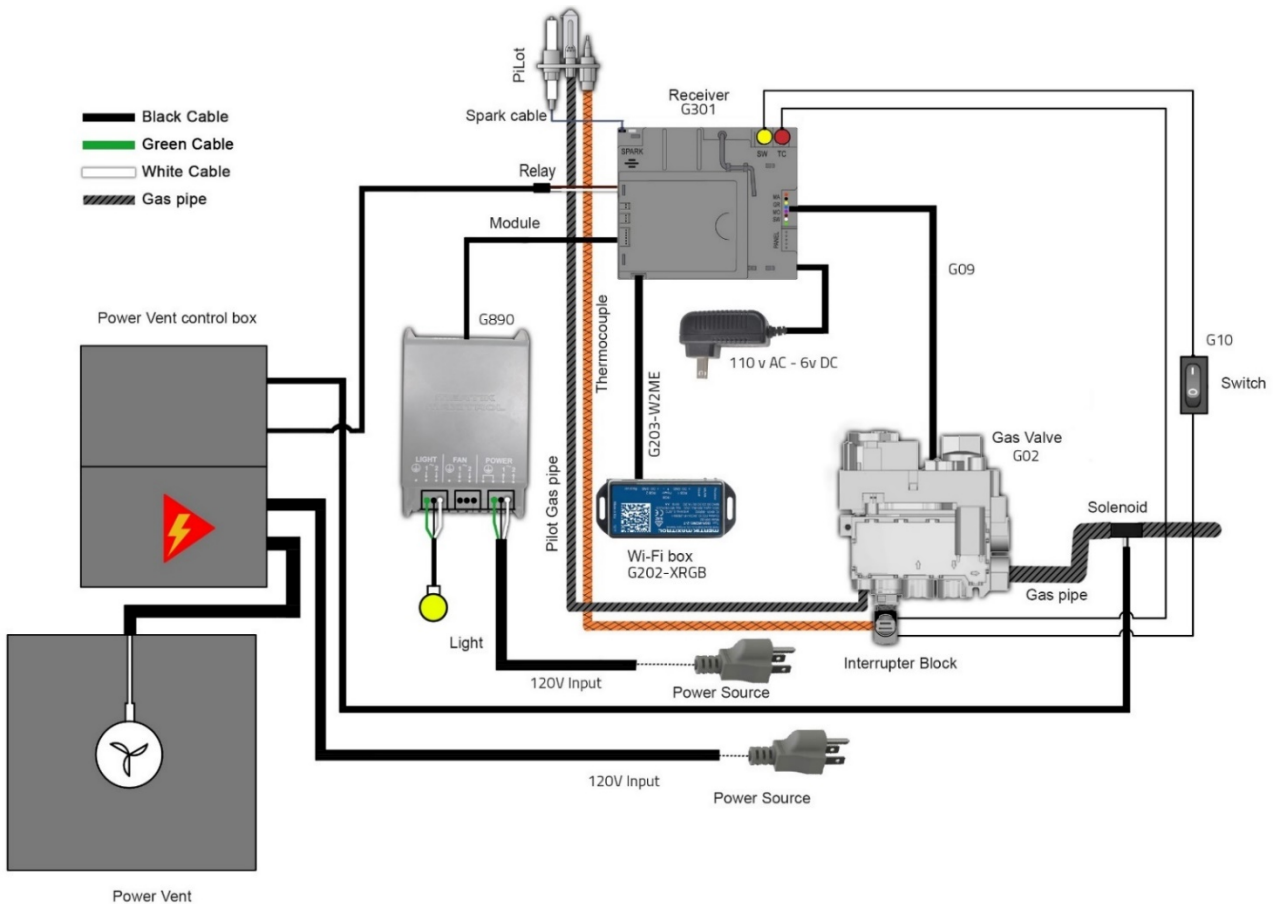 PiLot
Receiver
G301
Black Cable
Green Cable
White Cable
Gas pipe
Spark cable
SPARK
SW TC
Relay
Module
PANEL
G09
Power Vent control box
G890
Thermocouple
110 v AC - 6v DC
G10
Switch
LIGHT FAN POWER
G203-W2ME
Gas Valve
G02
Pilot Gas pipe
Solenoid
Wi-Fi box
G202-XRGB
Gas pipe
Light
Interrupter Block
120V Input
Power Source
120V Input
Power Source
Power Vent